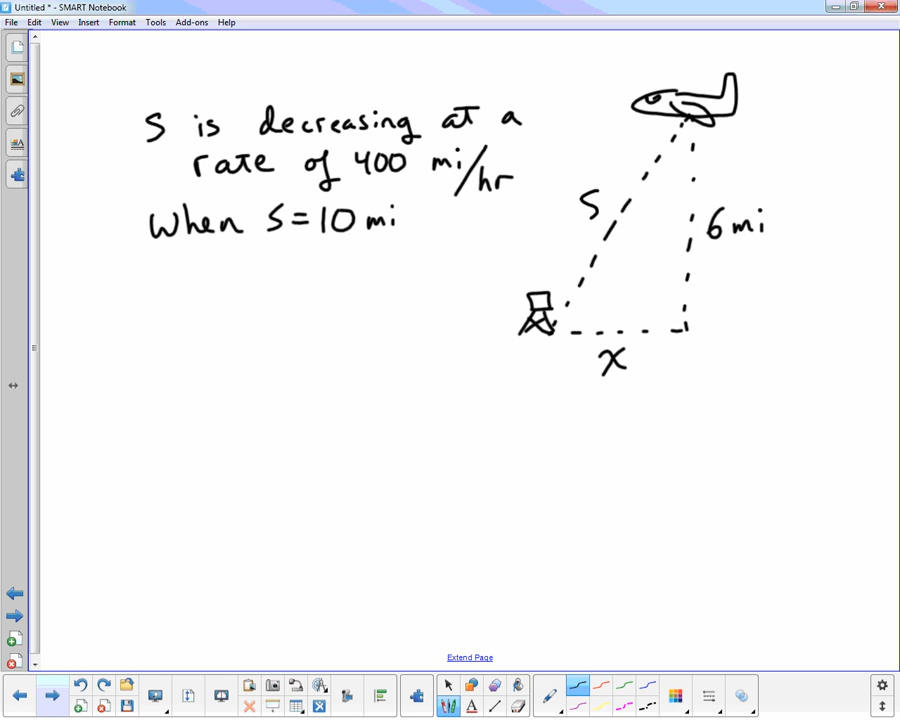 Untitled * - SMART Notebook
File Edit View Insert Format Tools Add-ons Help
S is decreasing at a
rate of 400 mi/hr
when S = 10 mi
S
6 mi
x
Extend Page
A